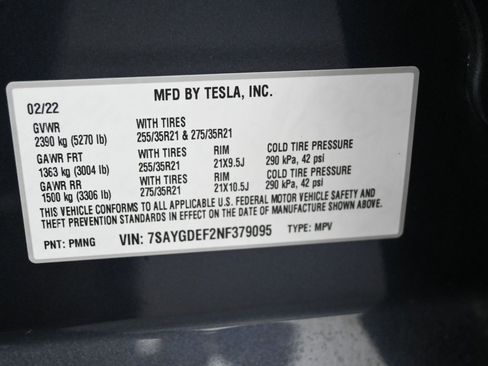 MFD BY TESLA, INC.
02/22
GVWR WITH TIRES
2390 kg (5270 lb) 255/35R21 & 275/35R21
GAWR FRT WITH TIRES RIM COLD TIRE PRESSURE
1363 kg (3004 lb) 255/35R21 21X9.5J 290 kPa, 42 psi
GAWR RR WITH TIRES RIM COLD TIRE PRESSURE
1500 kg (3306 lb) 275/35R21 21X10.5J 290 kPa, 42 psi
THIS VEHICLE CONFORMS TO ALL APPLICABLE U.S. FEDERAL MOTOR VEHICLE SAFETY AND
THEFT PREVENTION STANDARDS IN EFFECT ON THE DATE OF MANUFACTURE SHOWN ABOVE.
PNT: PMNG VIN: 7SAYGDEF2NF379095 TYPE: MPV